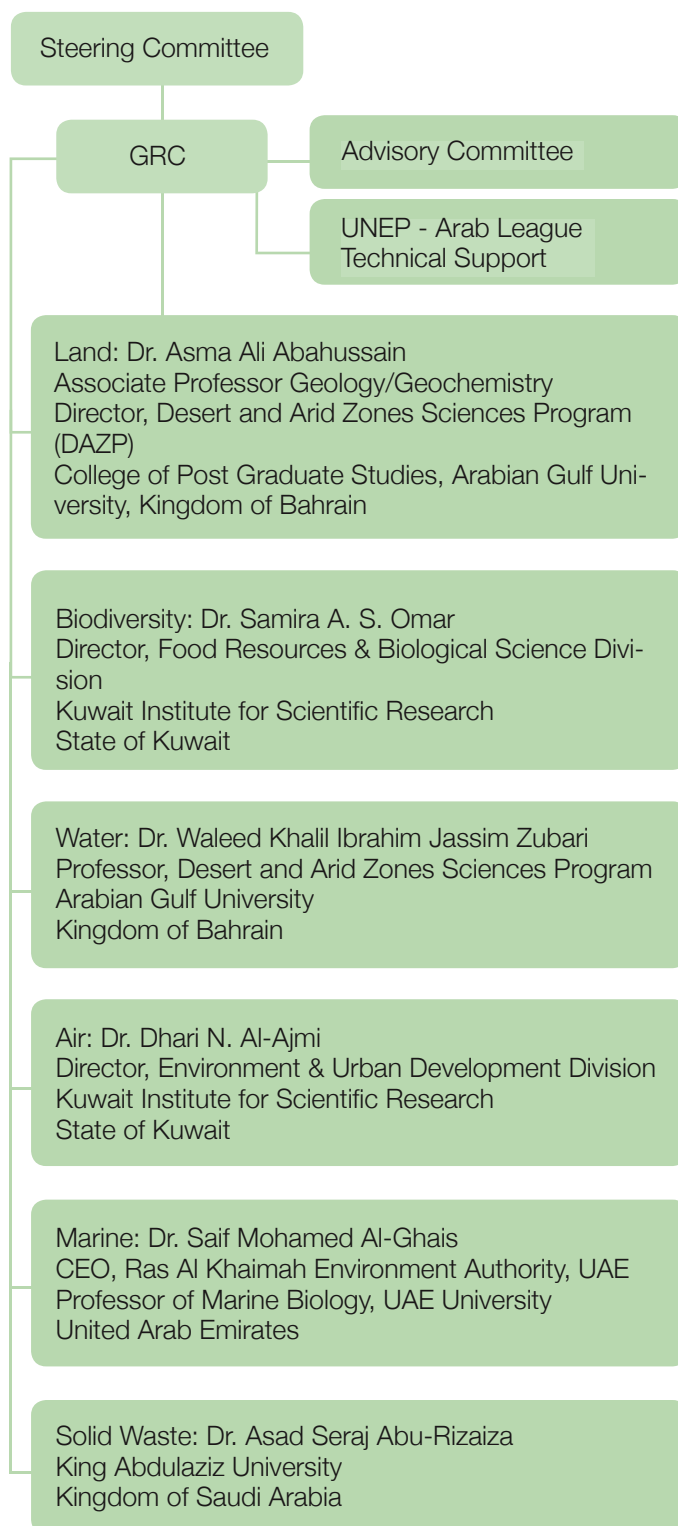 Steering Committee
GRC
Advisory Committee
UNEP - Arab League
Technical Support
Land: Dr. Asma Ali Abahussain
Associate Professor Geology/Geochemistry
Director, Desert and Arid Zones Sciences Program
(DAZP)
College of Post Graduate Studies, Arabian Gulf Uni-
versity, Kingdom of Bahrain
Biodiversity: Dr. Samira A. S. Omar
Director, Food Resources & Biological Science Divi-
sion
Kuwait Institute for Scientific Research
State of Kuwait
Water: Dr. Waleed Khalil Ibrahim Jassim Zubari
Professor, Desert and Arid Zones Sciences Program
Arabian Gulf University
Kingdom of Bahrain
Air: Dr. Dhari N. Al-Ajmi
Director, Environment & Urban Development Division
Kuwait Institute for Scientific Research
State of Kuwait
Marine: Dr. Saif Mohamed Al-Ghais
CEO, Ras Al Khaimah Environment Authority, UAE
Professor of Marine Biology, UAE University
United Arab Emirates
Solid Waste: Dr. Asad Seraj Abu-Rizaiza
King Abdulaziz University
Kingdom of Saudi Arabia